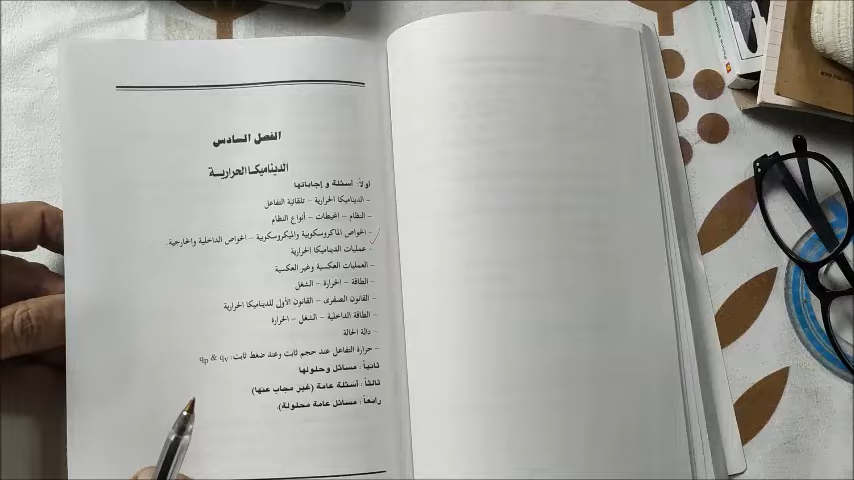 الفصل السادس
الديناميكا الحرارية
أولاً: أسئلة و إجاباتها
– الديناميكا الحرارية – تلقائية التفاعل
– النظام – المحيطات – أنواع النظام
– الخواص الماكروسكوبية والميكروسكوبية – الخواص الداخلية والخارجية
– عمليات الديناميكا الحرارية
– العمليات العكسية وغير العكسية
– الطاقة – الحرارة – الشغل
– القانون الصفرى – القانون الأول للديناميكا الحرارية
– الطاقة الداخلية – الشغل – الحرارة
– دالة الحالة
– حرارة التفاعل عند حجم ثابت وعند ضغط ثابت: qp & qv
ثانياً: مسائل وحلولها
ثالثاً: أسئلة عامة (غير مجاب عنها)
رابعاً: مسائل عامة محلولة).